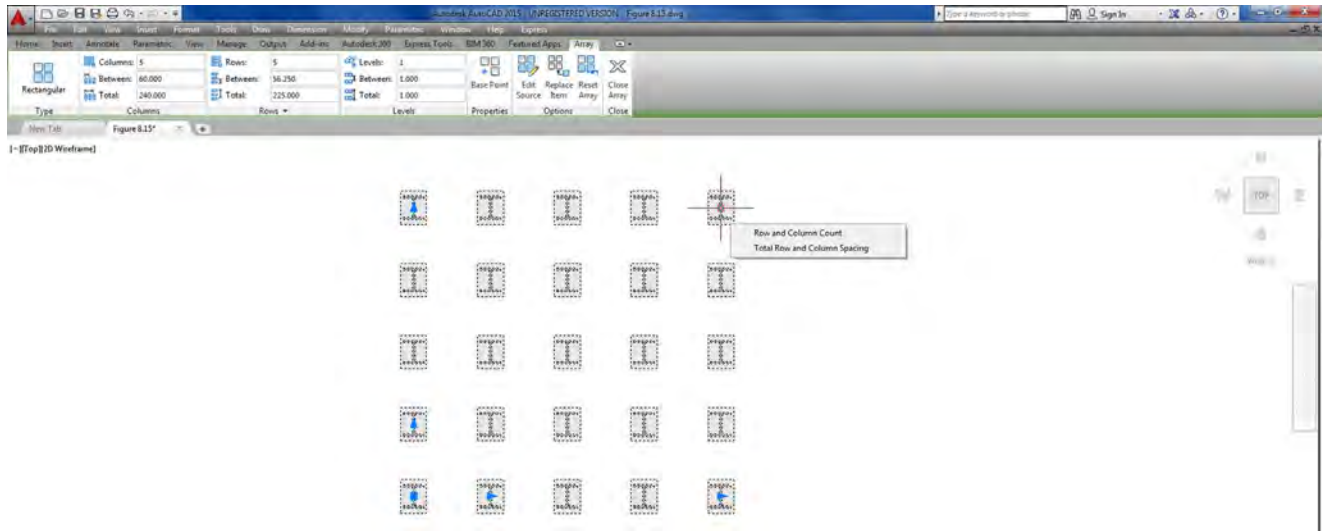 Autodesk AutoCAD 2015 - UNREGISTERED VERSION Figure 8.15.dwg Type a keyword or phrase Sign In
File Edit View Insert Format Tools Draw Dimension Modify Parametric Window Help Express
Home Insert Annotate Parametric View Manage Output Add-ins Autodesk 360 Express Tools BIM 360 Featured Apps Array
Columns: 5 Rows: 5 Levels: 1
Between: 60.000 Between: 56.250 Between: 1.000
Rectangular Base Point Edit Source Replace Item Reset Array Close Array
Total: 240.000 Total: 225.000 Total: 1.000
Type Columns Rows Levels Properties Options Close
New Tab Figure 8.15*
[-][Top][2D Wireframe]
TOP
Row and Column Count
Total Row and Column Spacing